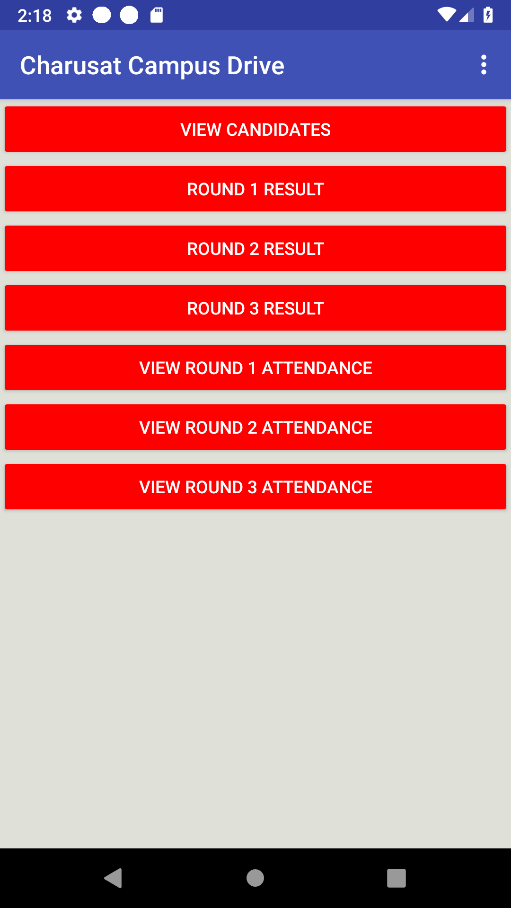 2:18
Charusat Campus Drive
VIEW CANDIDATES
ROUND 1 RESULT
ROUND 2 RESULT
ROUND 3 RESULT
VIEW ROUND 1 ATTENDANCE
VIEW ROUND 2 ATTENDANCE
VIEW ROUND 3 ATTENDANCE